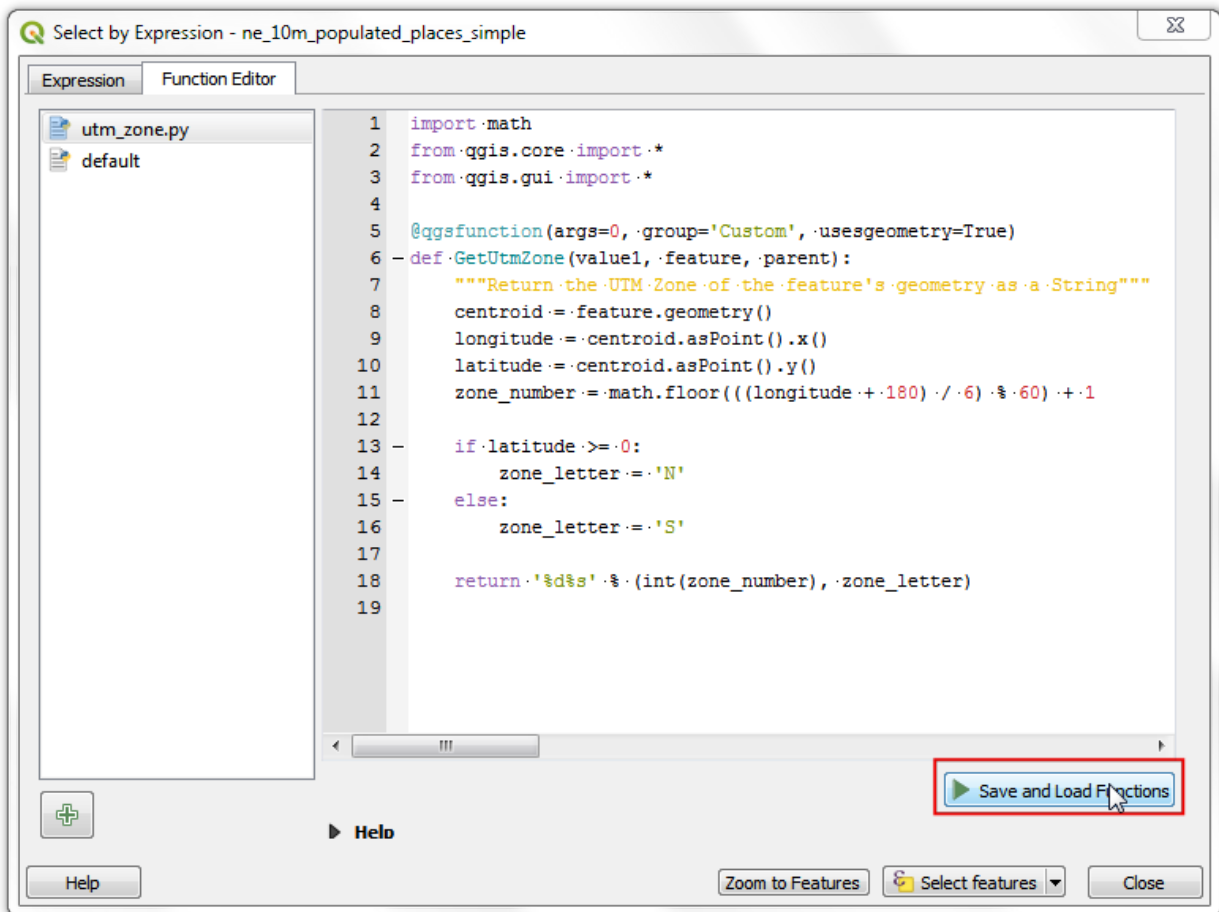 Select by Expression - ne_10m_populated_places_simple
Expression
Function Editor
utm_zone.py
default
1 import math
2 from qgis.core import *
3 from qgis.gui import *
4
5 @qgsfunction(args=0, group='Custom', usesgeometry=True)
6 def GetUtmZone(value1, feature, parent):
7     """Return the UTM Zone of the feature's geometry as a String"""
8     centroid = feature.geometry()
9     longitude = centroid.asPoint().x()
10     latitude = centroid.asPoint().y()
11     zone_number = math.floor(((longitude + 180) / 6) % 60) + 1
12
13     if latitude >= 0:
14         zone_letter = 'N'
15     else:
16         zone_letter = 'S'
17
18     return '%d%s' % (int(zone_number), zone_letter)
19
Save and Load Functions
Help
Help
Zoom to Features
Select features
Close